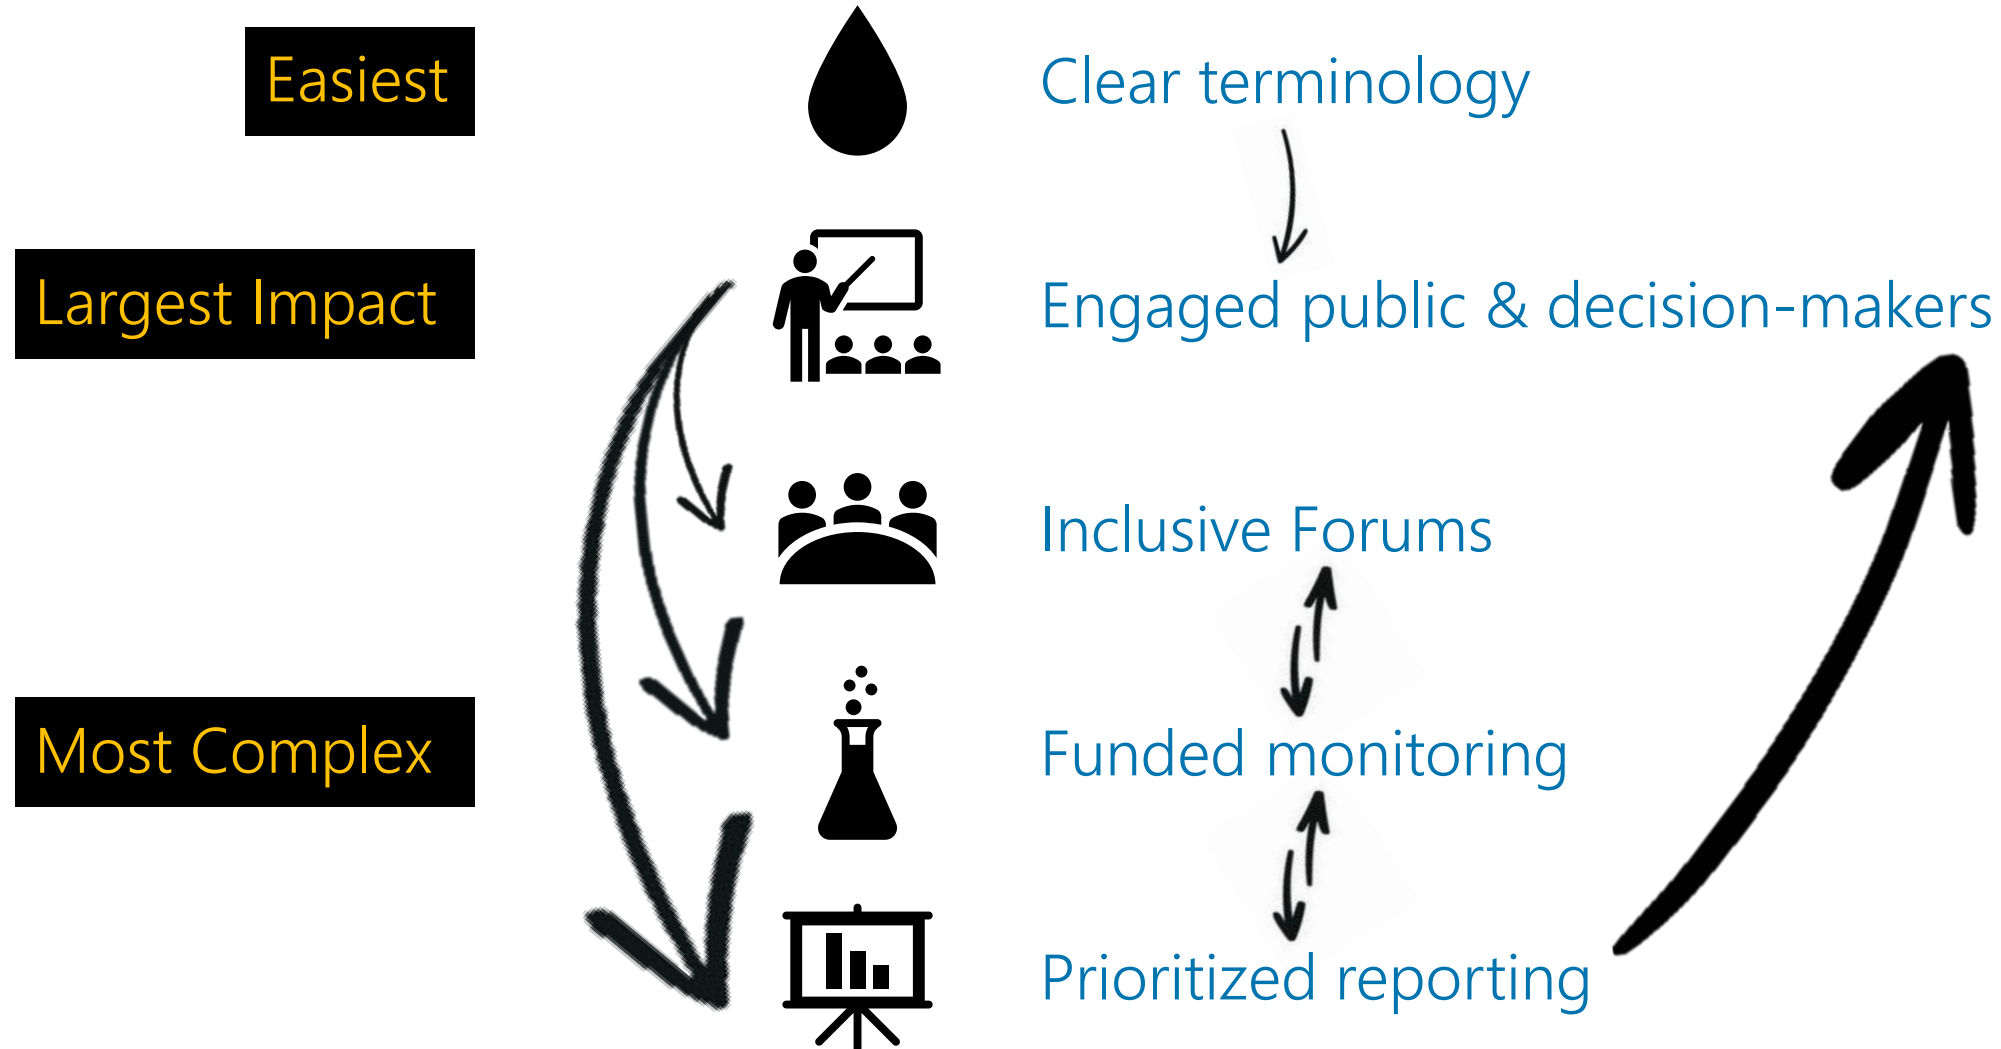 Easiest
Clear terminology
Largest Impact
Engaged public & decision-makers
Inclusive Forums
Most Complex
Funded monitoring
Prioritized reporting